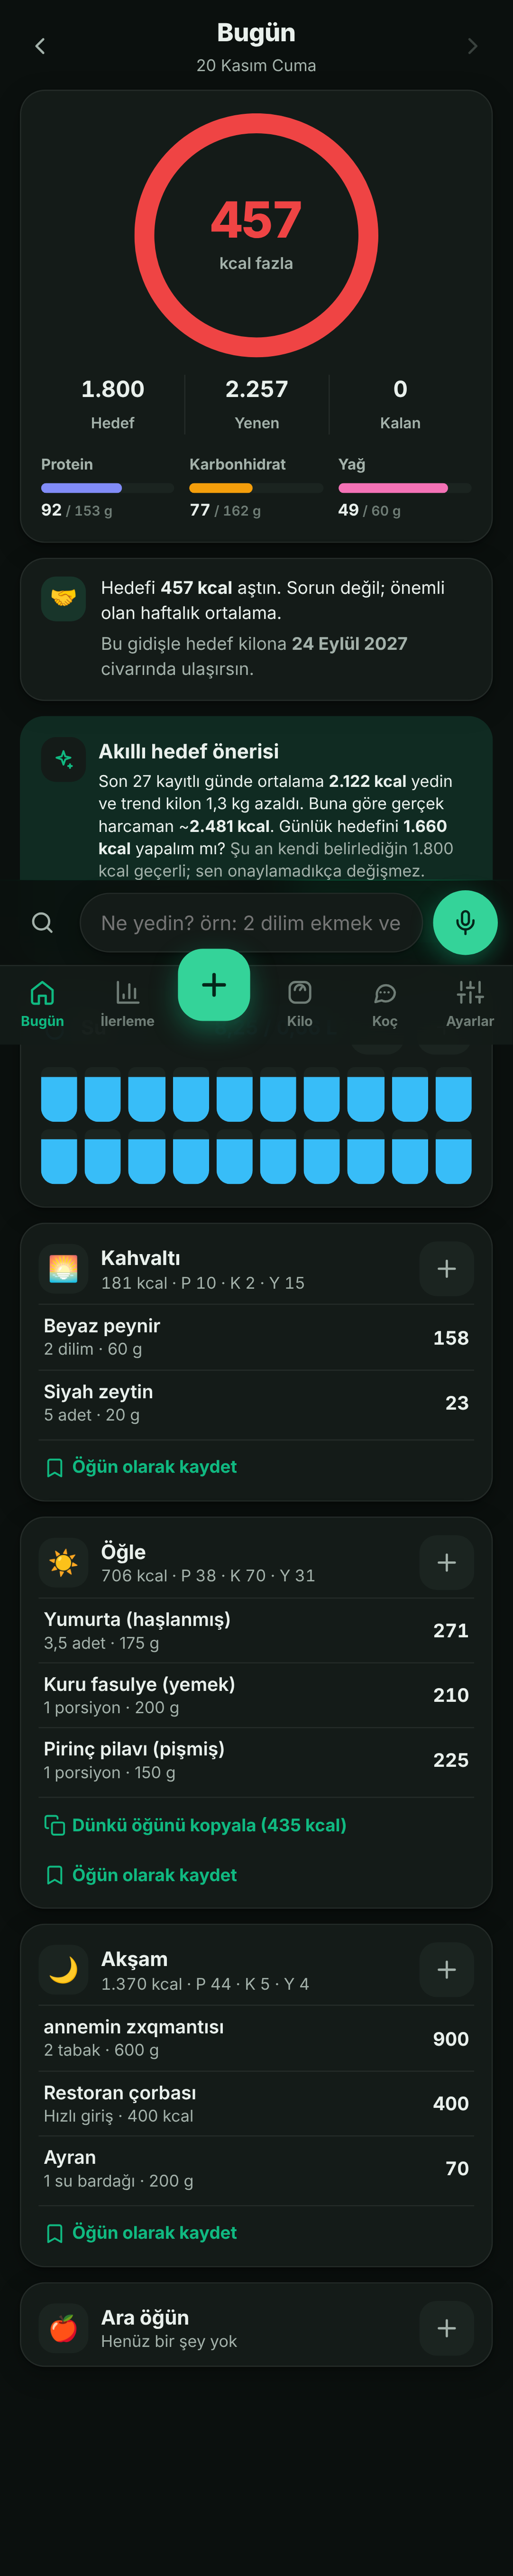 Bugün
20 Kasım Cuma
457
kcal fazla
1.800
Hedef
2.257
Yenen
0
Kalan
Protein
92 / 153 g
Karbonhidrat
77 / 162 g
Yağ
49 / 60 g
Hedefi 457 kcal aştın. Sorun değil; önemli
olan haftalık ortalama.
Bu gidişle hedef kilona 24 Eylül 2027
civarında ulaşırsın.
Akıllı hedef önerisi
Son 27 kayıtlı günde ortalama 2.122 kcal yedin
ve trend kilon 1,3 kg azaldı. Buna göre gerçek
harcaman ~2.481 kcal. Günlük hedefini 1.660
kcal yapalım mı? Şu an kendi belirlediğin 1.800
kcal geçerli; sen onaylamadıkça değişmez.
Ne yedin? örn: 2 dilim ekmek ve
Bugün
İlerleme
Kilo
Koç
Ayarlar
Kahvaltı
181 kcal · P 10 · K 2 · Y 15
Beyaz peynir
2 dilim · 60 g
158
Siyah zeytin
5 adet · 20 g
23
Öğün olarak kaydet
Öğle
706 kcal · P 38 · K 70 · Y 31
Yumurta (haşlanmış)
3,5 adet · 175 g
271
Kuru fasulye (yemek)
1 porsiyon · 200 g
210
Pirinç pilavı (pişmiş)
1 porsiyon · 150 g
225
Dünkü öğünü kopyala (435 kcal)
Öğün olarak kaydet
Akşam
1.370 kcal · P 44 · K 5 · Y 4
annemin zxqmantısı
2 tabak · 600 g
900
Restoran çorbası
Hızlı giriş · 400 kcal
400
Ayran
1 su bardağı · 200 g
70
Öğün olarak kaydet
Ara öğün
Henüz bir şey yok